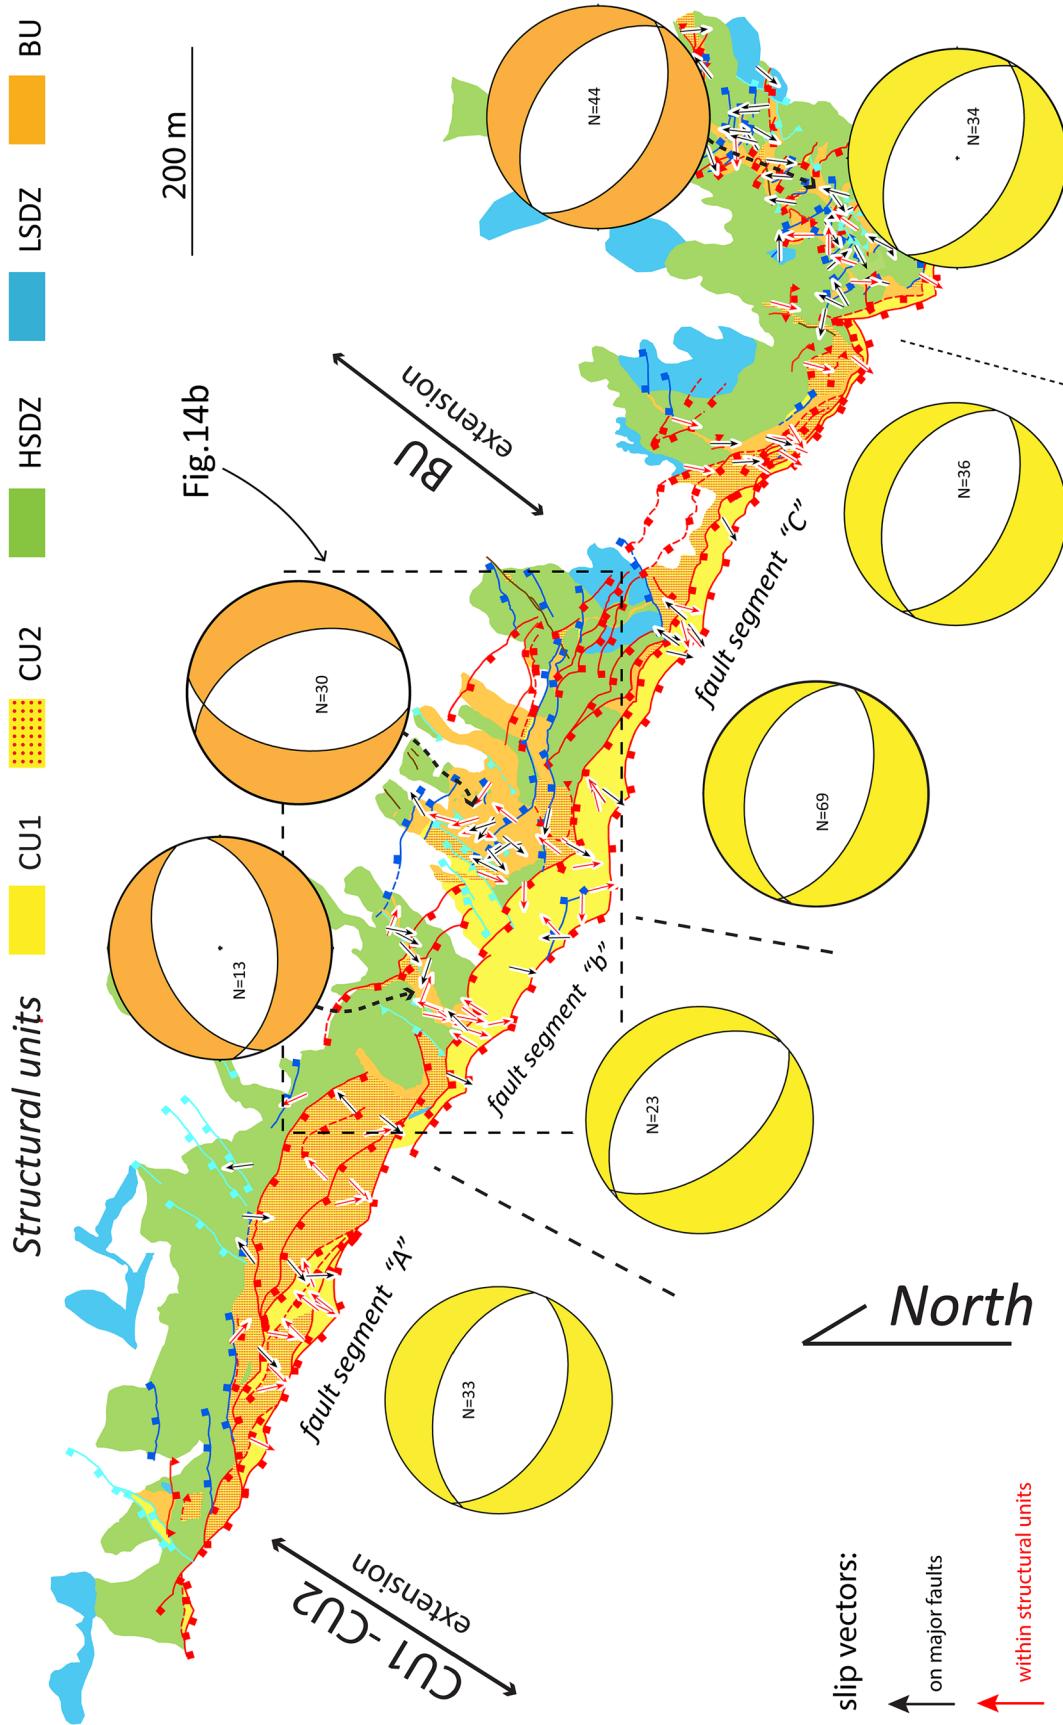 Structural units
CU1
CU2
HSDZ
LSDZ
BU
200 m
Fig.14b
N=13
N=30
N=44
BU
extension
CU1 -CU2
extension
fault segment "A"
fault segment "b"
fault segment "C"
N=33
N=23
N=69
N=36
N=34
North
slip vectors:
on major faults
within structural units